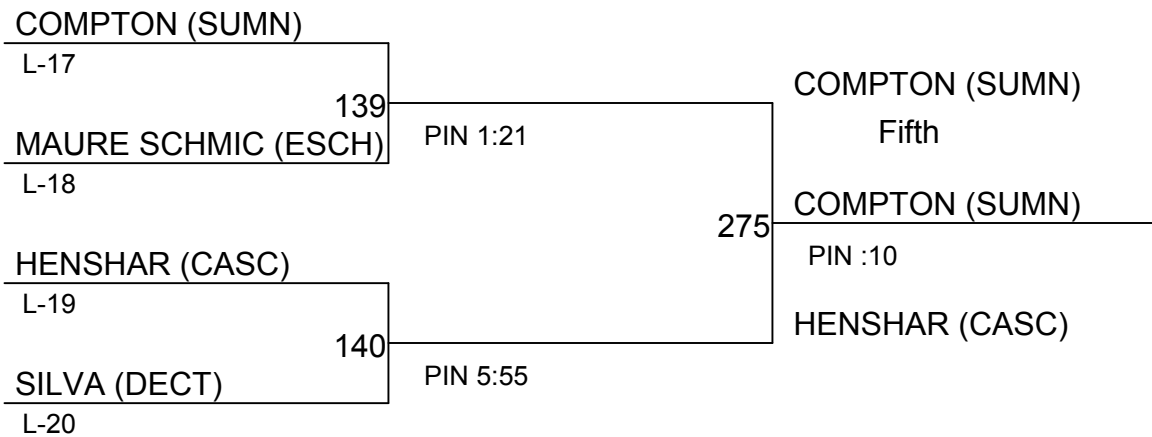 COMPTON (SUMN)
L-17
139
MAURE SCHMIC (ESCH)
L-18
PIN 1:21
HENSHAR (CASC)
L-19
140
SILVA (DECT)
L-20
PIN 5:55
275
COMPTON (SUMN)
Fifth
COMPTON (SUMN)
PIN :10
HENSHAR (CASC)